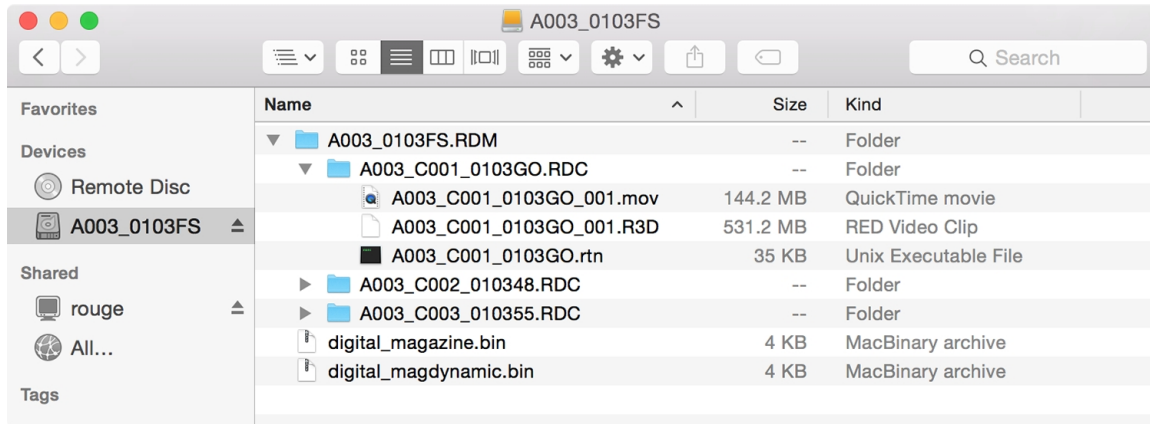 A003_0103FS
Search
Favorites
Devices
Remote Disc
A003_0103FS
Shared
rouge
All...
Tags
Name Size Kind
A003_0103FS.RDM -- Folder
A003_C001_0103GO.RDC -- Folder
A003_C001_0103GO_001.mov 144.2 MB QuickTime movie
A003_C001_0103GO_001.R3D 531.2 MB RED Video Clip
A003_C001_0103GO.rtn 35 KB Unix Executable File
A003_C002_010348.RDC -- Folder
A003_C003_010355.RDC -- Folder
digital_magazine.bin 4 KB MacBinary archive
digital_magdynamic.bin 4 KB MacBinary archive